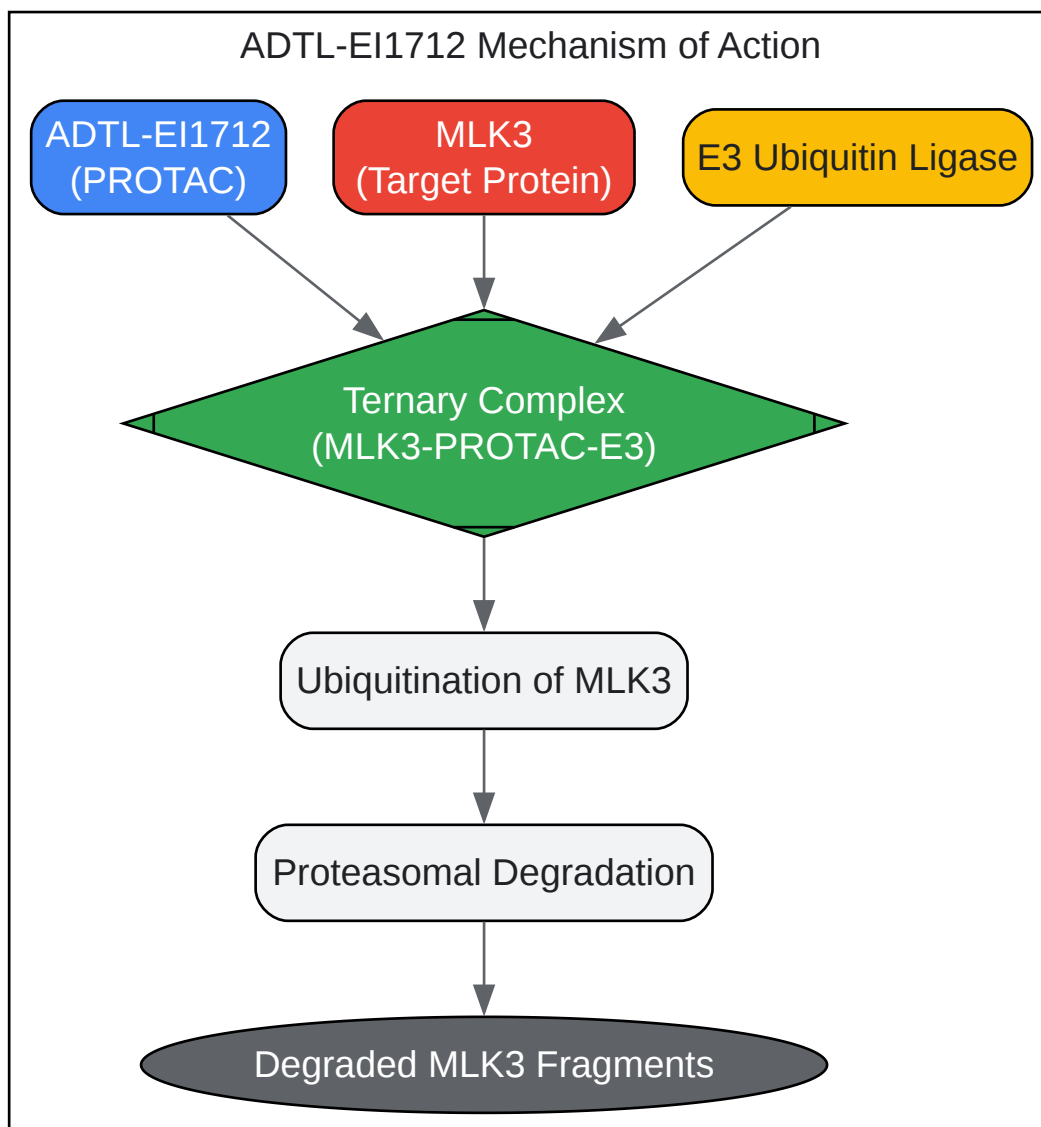 ADTL-EI1712 Mechanism of Action
ADTL-EI1712
(PROTAC)
MLK3
(Target Protein)
E3 Ubiquitin Ligase
Ternary Complex
(MLK3-PROTAC-E3)
Ubiquitination of MLK3
Proteasomal Degradation
Degraded MLK3 Fragments